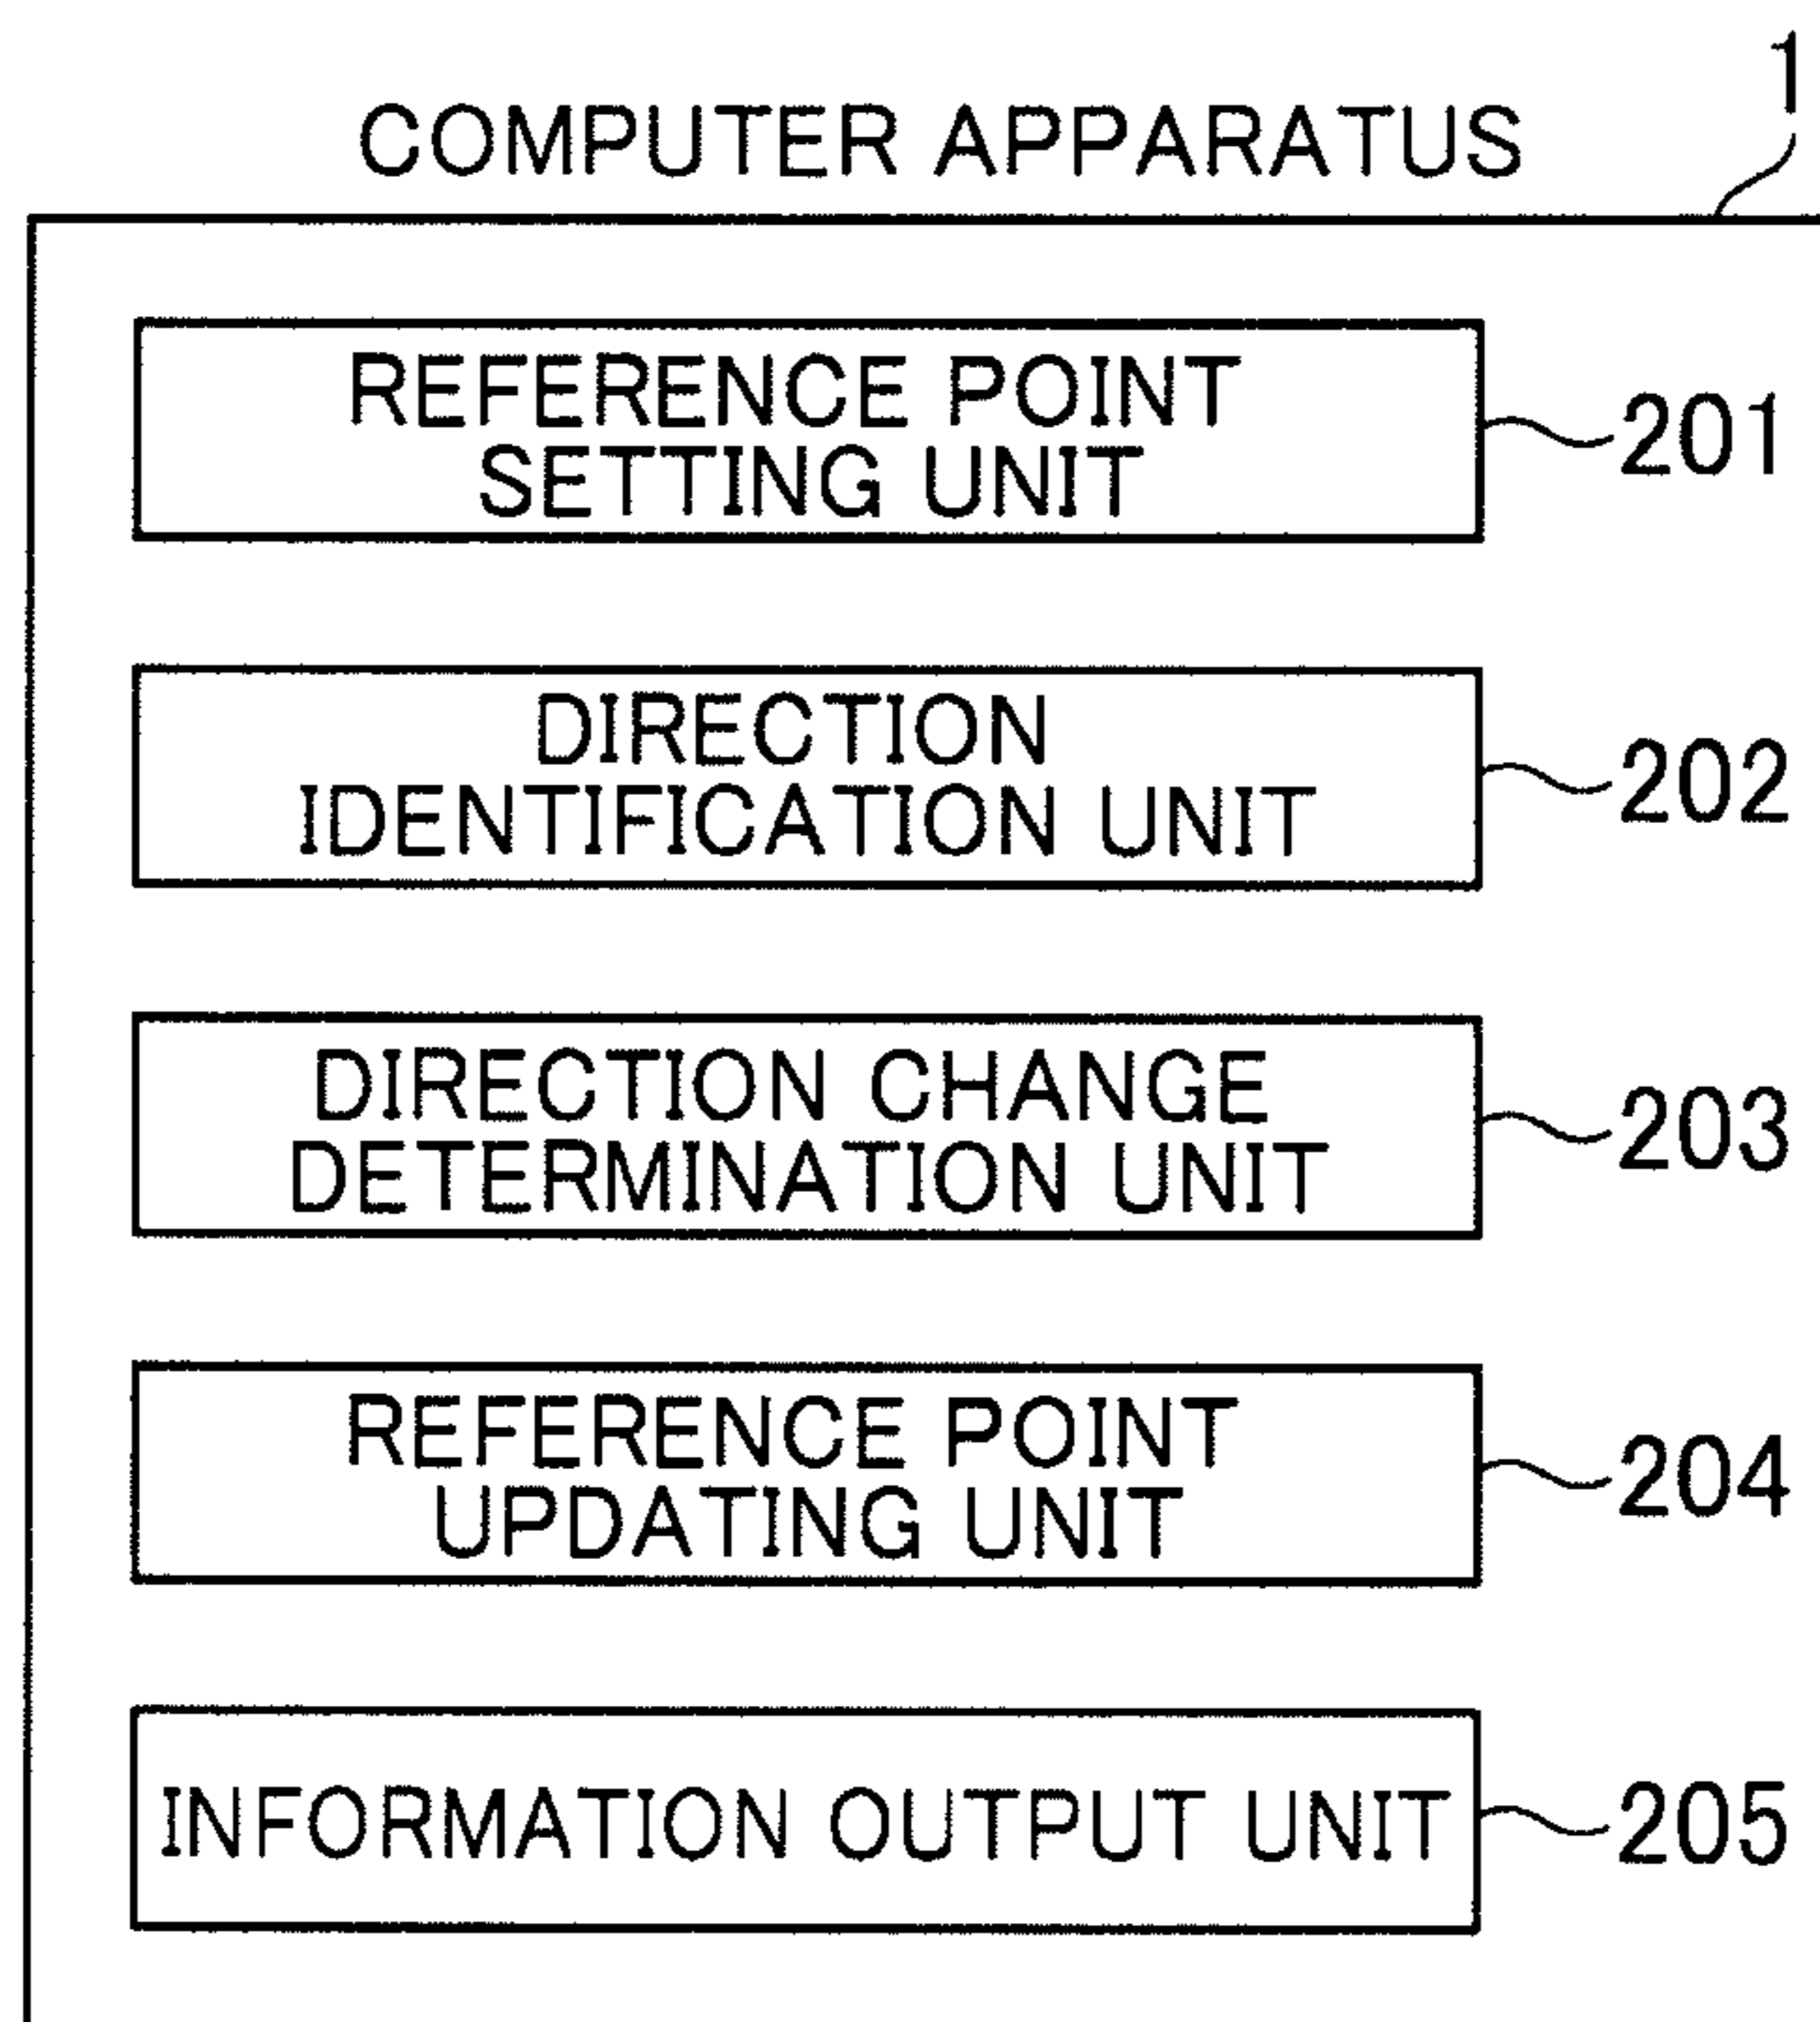 1
COMPUTER APPARATUS
REFERENCE POINT
SETTING UNIT
201
DIRECTION
IDENTIFICATION UNIT
202
DIRECTION CHANGE
DETERMINATION UNIT
203
REFERENCE POINT
UPDATING UNIT
204
INFORMATION OUTPUT UNIT
205